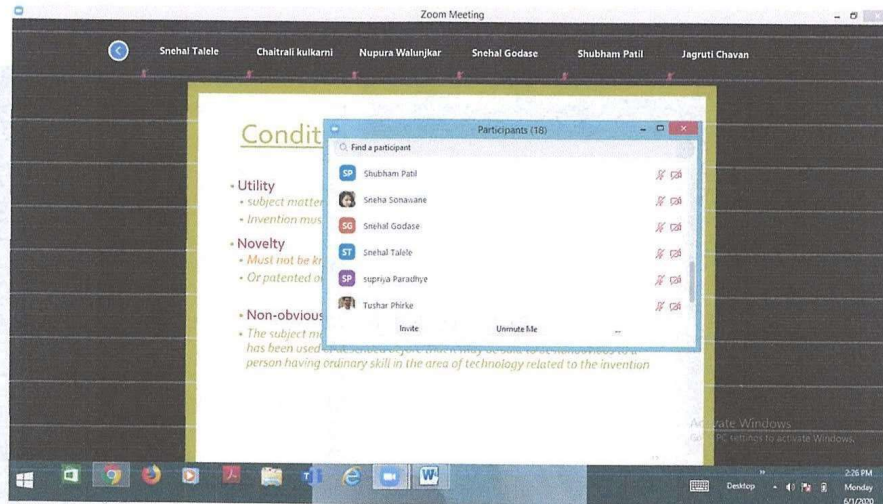 Zoom Meeting
Snehal Talele
Chaitrali kulkarni
Nupura Walunjkar
Snehal Godase
Shubham Patil
Jagruti Chavan
Condit
Participants (18)
Find a participant
SP Shubham Patil
Sneha Sonawane
SG Snehal Godase
ST Snehal Talele
SP supriya Paradhye
Tushar Phirke
Invite
Unmute Me
...
• Utility
• subject matter
• Invention mus
• Novelty
• Must not be kn
• Or patented o
• Non-obvious
• The subject m
has been used
person having ordinary skill in the area of technology related to the invention
Activate Windows
PC settings to activate Windows.
W
Desktop
2:26 PM
Monday
6/1/2020